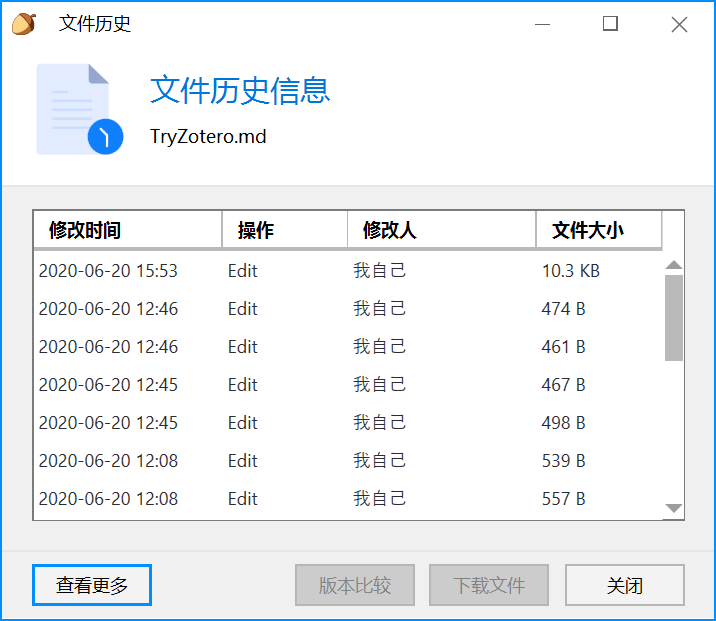 文件历史
文件历史信息
TryZotero.md
修改时间 操作 修改人 文件大小
2020-06-20 15:53 Edit 我自己 10.3 KB
2020-06-20 12:46 Edit 我自己 474 B
2020-06-20 12:46 Edit 我自己 461 B
2020-06-20 12:45 Edit 我自己 467 B
2020-06-20 12:45 Edit 我自己 498 B
2020-06-20 12:08 Edit 我自己 539 B
2020-06-20 12:08 Edit 我自己 557 B
查看更多 版本比较 下载文件 关闭